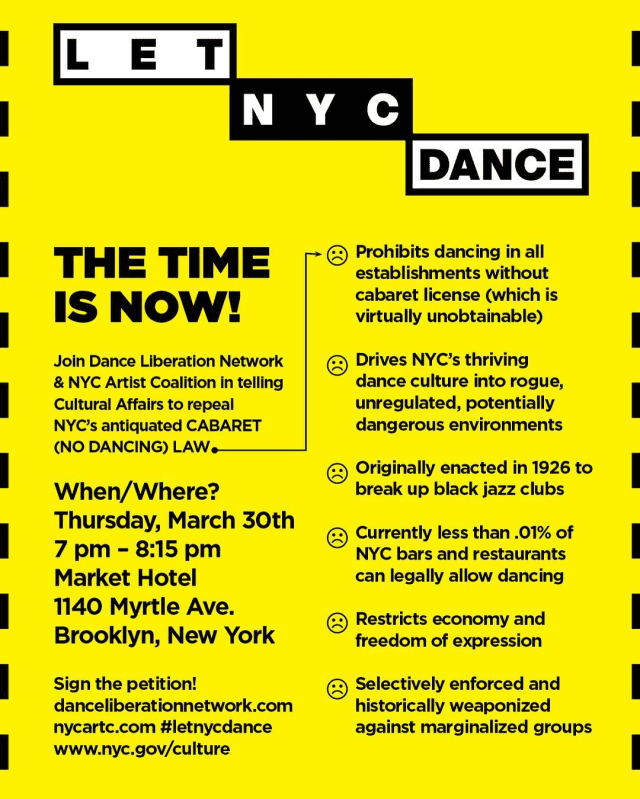 LET
NYC
DANCE
THE TIME
IS NOW!
Join Dance Liberation Network
& NYC Artist Coalition in telling
Cultural Affairs to repeal
NYC's antiquated CABARET
(NO DANCING) LAW
When/Where?
Thursday, March 30th
7 pm – 8:15 pm
Market Hotel
1140 Myrtle Ave.
Brooklyn, New York
Sign the petition!
danceliberationnetwork.com
nycartc.com #letnycdance
www.nyc.gov/culture
Prohibits dancing in all
establishments without
cabaret license (which is
virtually unobtainable)
Drives NYC's thriving
dance culture into rogue,
unregulated, potentially
dangerous environments
Originally enacted in 1926 to
break up black jazz clubs
Currently less than .01% of
NYC bars and restaurants
can legally allow dancing
Restricts economy and
freedom of expression
Selectively enforced and
historically weaponized
against marginalized groups